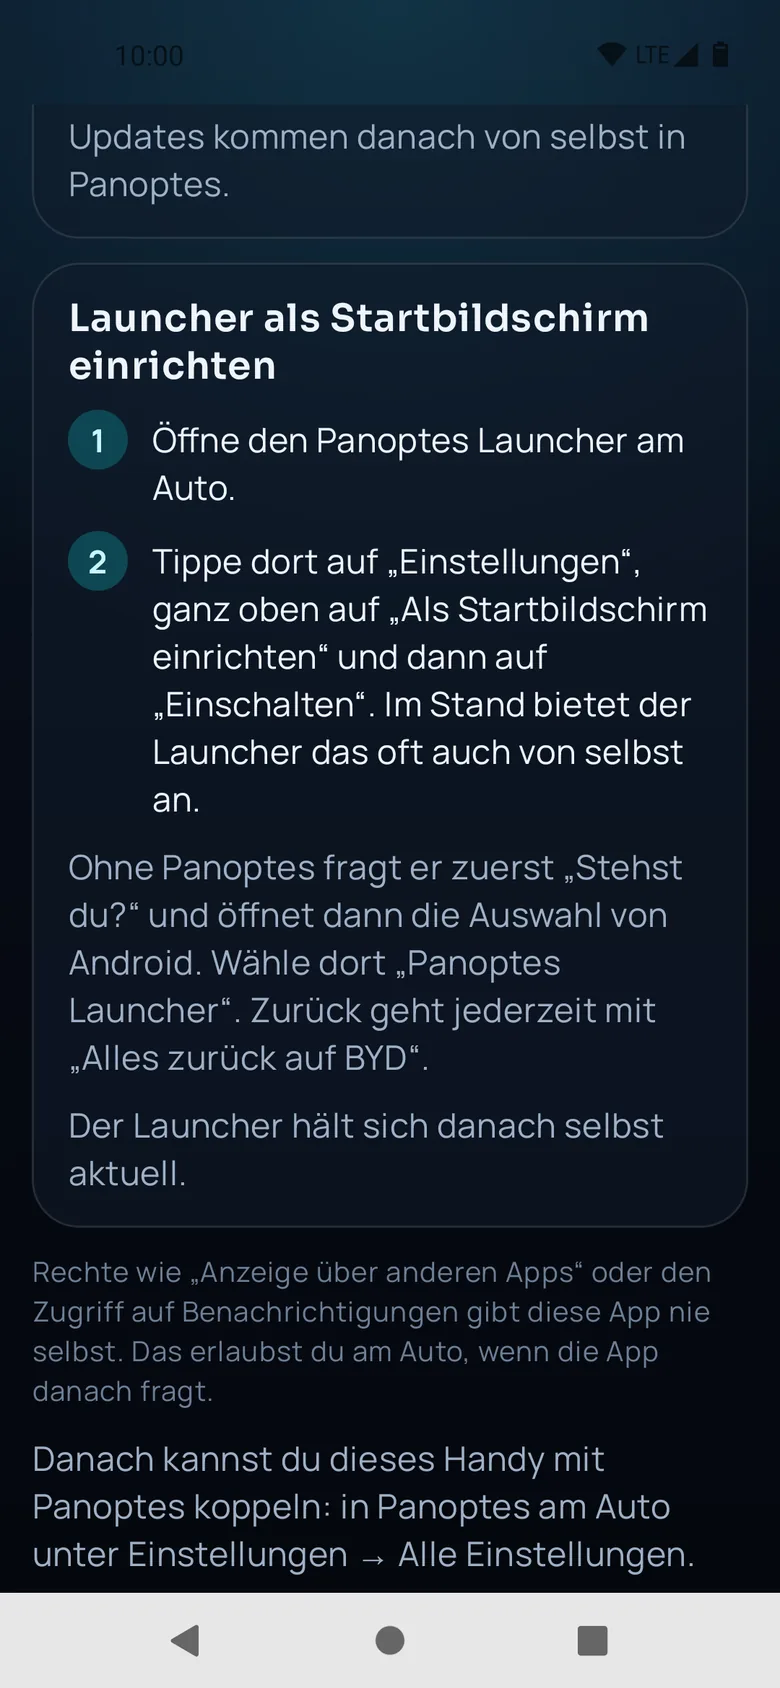 10:00
LTE
Updates kommen danach von selbst in
Panoptes.
Launcher als Startbildschirm
einrichten
1 Öffne den Panoptes Launcher am
Auto.
2 Tippe dort auf „Einstellungen“,
ganz oben auf „Als Startbildschirm
einrichten“ und dann auf
„Einschalten“. Im Stand bietet der
Launcher das oft auch von selbst
an.
Ohne Panoptes fragt er zuerst „Stehst
du?“ und öffnet dann die Auswahl von
Android. Wähle dort „Panoptes
Launcher“. Zurück geht jederzeit mit
„Alles zurück auf BYD“.
Der Launcher hält sich danach selbst
aktuell.
Rechte wie „Anzeige über anderen Apps“ oder den
Zugriff auf Benachrichtigungen gibt diese App nie
selbst. Das erlaubst du am Auto, wenn die App
danach fragt.
Danach kannst du dieses Handy mit
Panoptes koppeln: in Panoptes am Auto
unter Einstellungen → Alle Einstellungen.